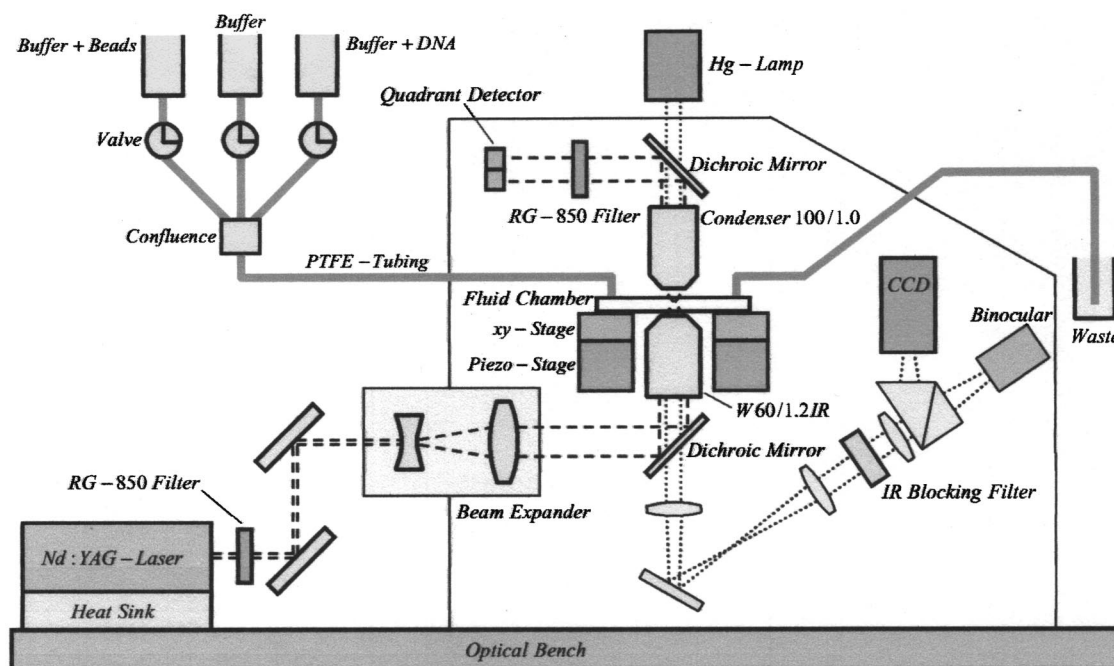 Buffer
Buffer + Beads
Buffer + DNA
Hg – Lamp
Quadrant Detector
Valve
Dichroic Mirror
RG – 850 Filter
Condenser 100/1.0
Confluence
PTFE – Tubing
Fluid Chamber
CCD
Binocular
xy – Stage
Waste
Piezo – Stage
W60/1.2IR
Dichroic Mirror
RG – 850 Filter
IR Blocking Filter
Beam Expander
Nd : YAG – Laser
Heat Sink
Optical Bench